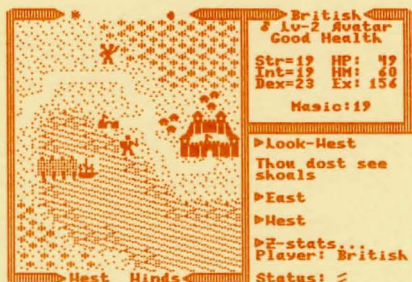 British
Lv-2 Avatar
Good Health
Str=19 HP: 49
Int=19 HM: 60
Dex=23 Ex: 156
Magic:19
Look-West
Thou dost see
shoals
East
West
Z-stats...
Player: British
Status:
West Winds